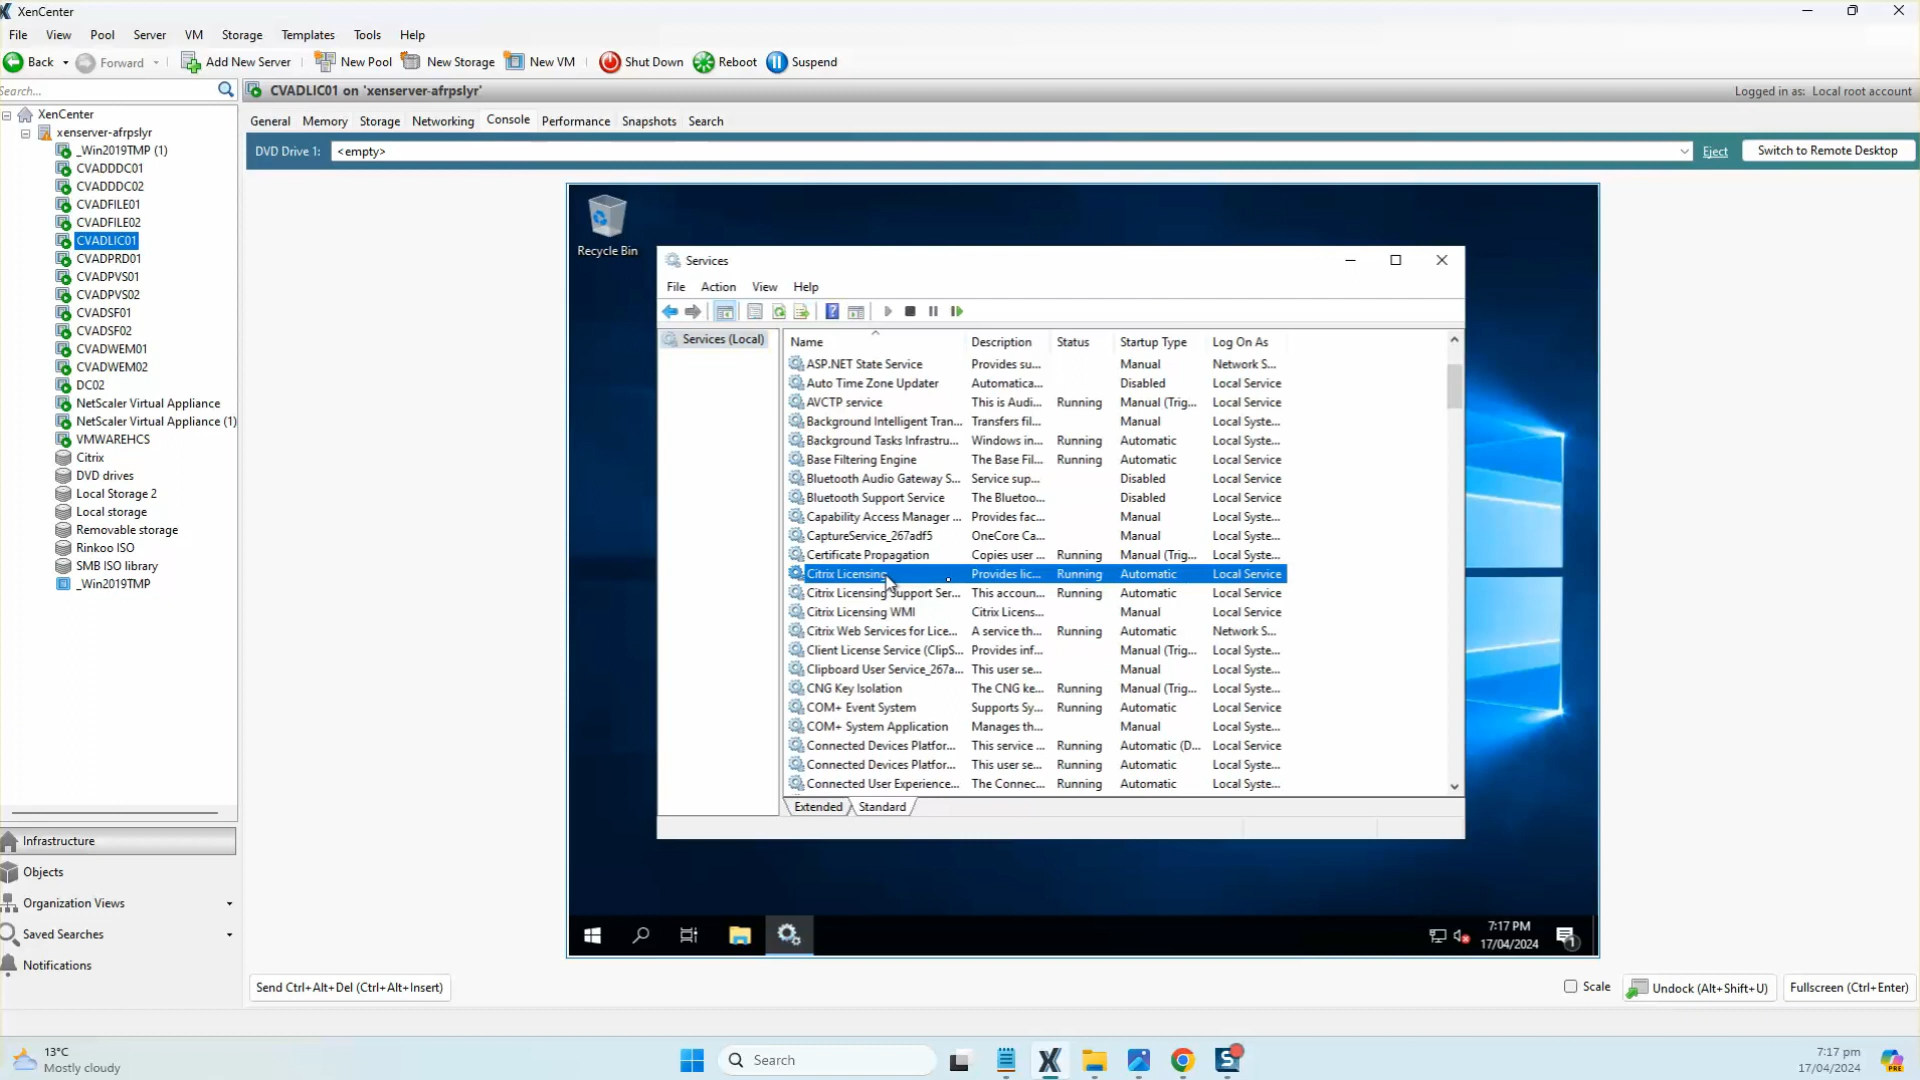 XenCenter
File View Pool Server VM Storage Templates Tools Help
Back Forward Add New Server New Pool New Storage New VM Shut Down Reboot Suspend
Search...
CVADLIC01 on 'xenserver-afrpslyr'
Logged in as: Local root account
XenCenter
xenserver-afrpslyr
_Win2019TMP (1)
CVADDDC01
CVADDDC02
CVADFILE01
CVADFILE02
CVADLIC01
CVADPRD01
CVADPVS01
CVADPVS02
CVADSF01
CVADSF02
CVADWEM01
CVADWEM02
DC02
NetScaler Virtual Appliance
NetScaler Virtual Appliance (1)
VMWAREHCS
Citrix
DVD drives
Local Storage 2
Local storage
Removable storage
Rinkoo ISO
SMB ISO library
_Win2019TMP
Infrastructure
Objects
Organization Views
Saved Searches
Notifications
General Memory Storage Networking Console Performance Snapshots Search
DVD Drive 1: <empty> Eject Switch to Remote Desktop
Recycle Bin
Services
File Action View Help
Services (Local)
Name Description Status Startup Type Log On As
ASP.NET State Service Provides su... Manual Network S...
Auto Time Zone Updater Automatica... Disabled Local Service
AVCTP service This is Audi... Running Manual (Trig... Local Service
Background Intelligent Tran... Transfers fil... Manual Local Syste...
Background Tasks Infrastru... Windows in... Running Automatic Local Syste...
Base Filtering Engine The Base Fil... Running Automatic Local Service
Bluetooth Audio Gateway S... Service sup... Disabled Local Service
Bluetooth Support Service The Bluetoo... Disabled Local Service
Capability Access Manager ... Provides fac... Manual Local Syste...
CaptureService_267adf5 OneCore Ca... Manual Local Syste...
Certificate Propagation Copies user ... Running Manual (Trig... Local Syste...
Citrix Licensing Provides lic... Running Automatic Local Service
Citrix Licensing Support Ser... This accoun... Running Automatic Local Service
Citrix Licensing WMI Citrix Licens... Manual Local Syste...
Citrix Web Services for Lice... A service th... Running Automatic Network S...
Client License Service (ClipS... Provides inf... Manual (Trig... Local Syste...
Clipboard User Service_267a... This user se... Manual Local Syste...
CNG Key Isolation The CNG ke... Running Manual (Trig... Local Syste...
COM+ Event System Supports Sy... Running Automatic Local Service
COM+ System Application Manages th... Manual Local Syste...
Connected Devices Platfor... This service ... Running Automatic (D... Local Service
Connected Devices Platfor... This user se... Running Automatic Local Syste...
Connected User Experience... The Connec... Running Automatic Local Syste...
Extended Standard
7:17 PM
17/04/2024
1
Send Ctrl+Alt+Del (Ctrl+Alt+Insert)
Scale Undock (Alt+Shift+U) Fullscreen (Ctrl+Enter)
13°C
Mostly cloudy
Search
7:17 pm
17/04/2024
PRE